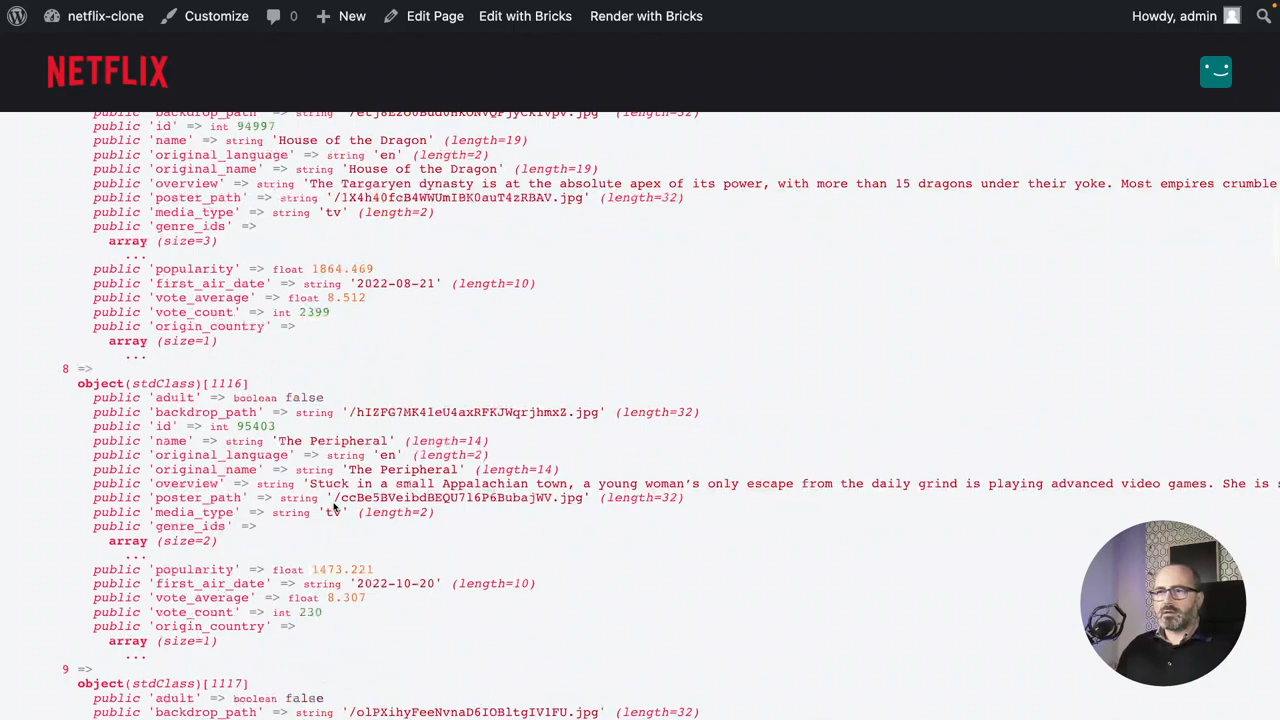 netflix-clone Customize 0 New Edit Page Edit with Bricks Render with Bricks Howdy, admin
NETFLIX
public 'id' => int 94997
public 'name' => string 'House of the Dragon' (length=19)
public 'original_language' => string 'en' (length=2)
public 'original_name' => string 'House of the Dragon' (length=19)
public 'overview' => string 'The Targaryen dynasty is at the absolute apex of its power, with more than 15 dragons under their yoke. Most empires crumble
public 'poster_path' => string '/1X4h40fcB4WWUmIBK0auT4zRBAV.jpg' (length=32)
public 'media_type' => string 'tv' (length=2)
public 'genre_ids' =>
array (size=3)
...
public 'popularity' => float 1864.469
public 'first_air_date' => string '2022-08-21' (length=10)
public 'vote_average' => float 8.512
public 'vote_count' => int 2399
public 'origin_country' =>
array (size=1)
...
8 =>
object(stdClass)[1116]
public 'adult' => boolean false
public 'backdrop_path' => string '/hIZFG7MK4leU4axRFKJWqrjhmxZ.jpg' (length=32)
public 'id' => int 95403
public 'name' => string 'The Peripheral' (length=14)
public 'original_language' => string 'en' (length=2)
public 'original_name' => string 'The Peripheral' (length=14)
public 'overview' => string 'Stuck in a small Appalachian town, a young woman's only escape from the daily grind is playing advanced video games. She is
public 'poster_path' => string '/ccBe5BVeibdBEQU7l6P6BubajWV.jpg' (length=32)
public 'media_type' => string 'tv' (length=2)
public 'genre_ids' =>
array (size=2)
...
public 'popularity' => float 1473.221
public 'first_air_date' => string '2022-10-20' (length=10)
public 'vote_average' => float 8.307
public 'vote_count' => int 230
public 'origin_country' =>
array (size=1)
...
9 =>
object(stdClass)[1117]
public 'adult' => boolean false
public 'backdrop_path' => string '/olPXihyFeeNvnaD6IOBltgIV1FU.jpg' (length=32)